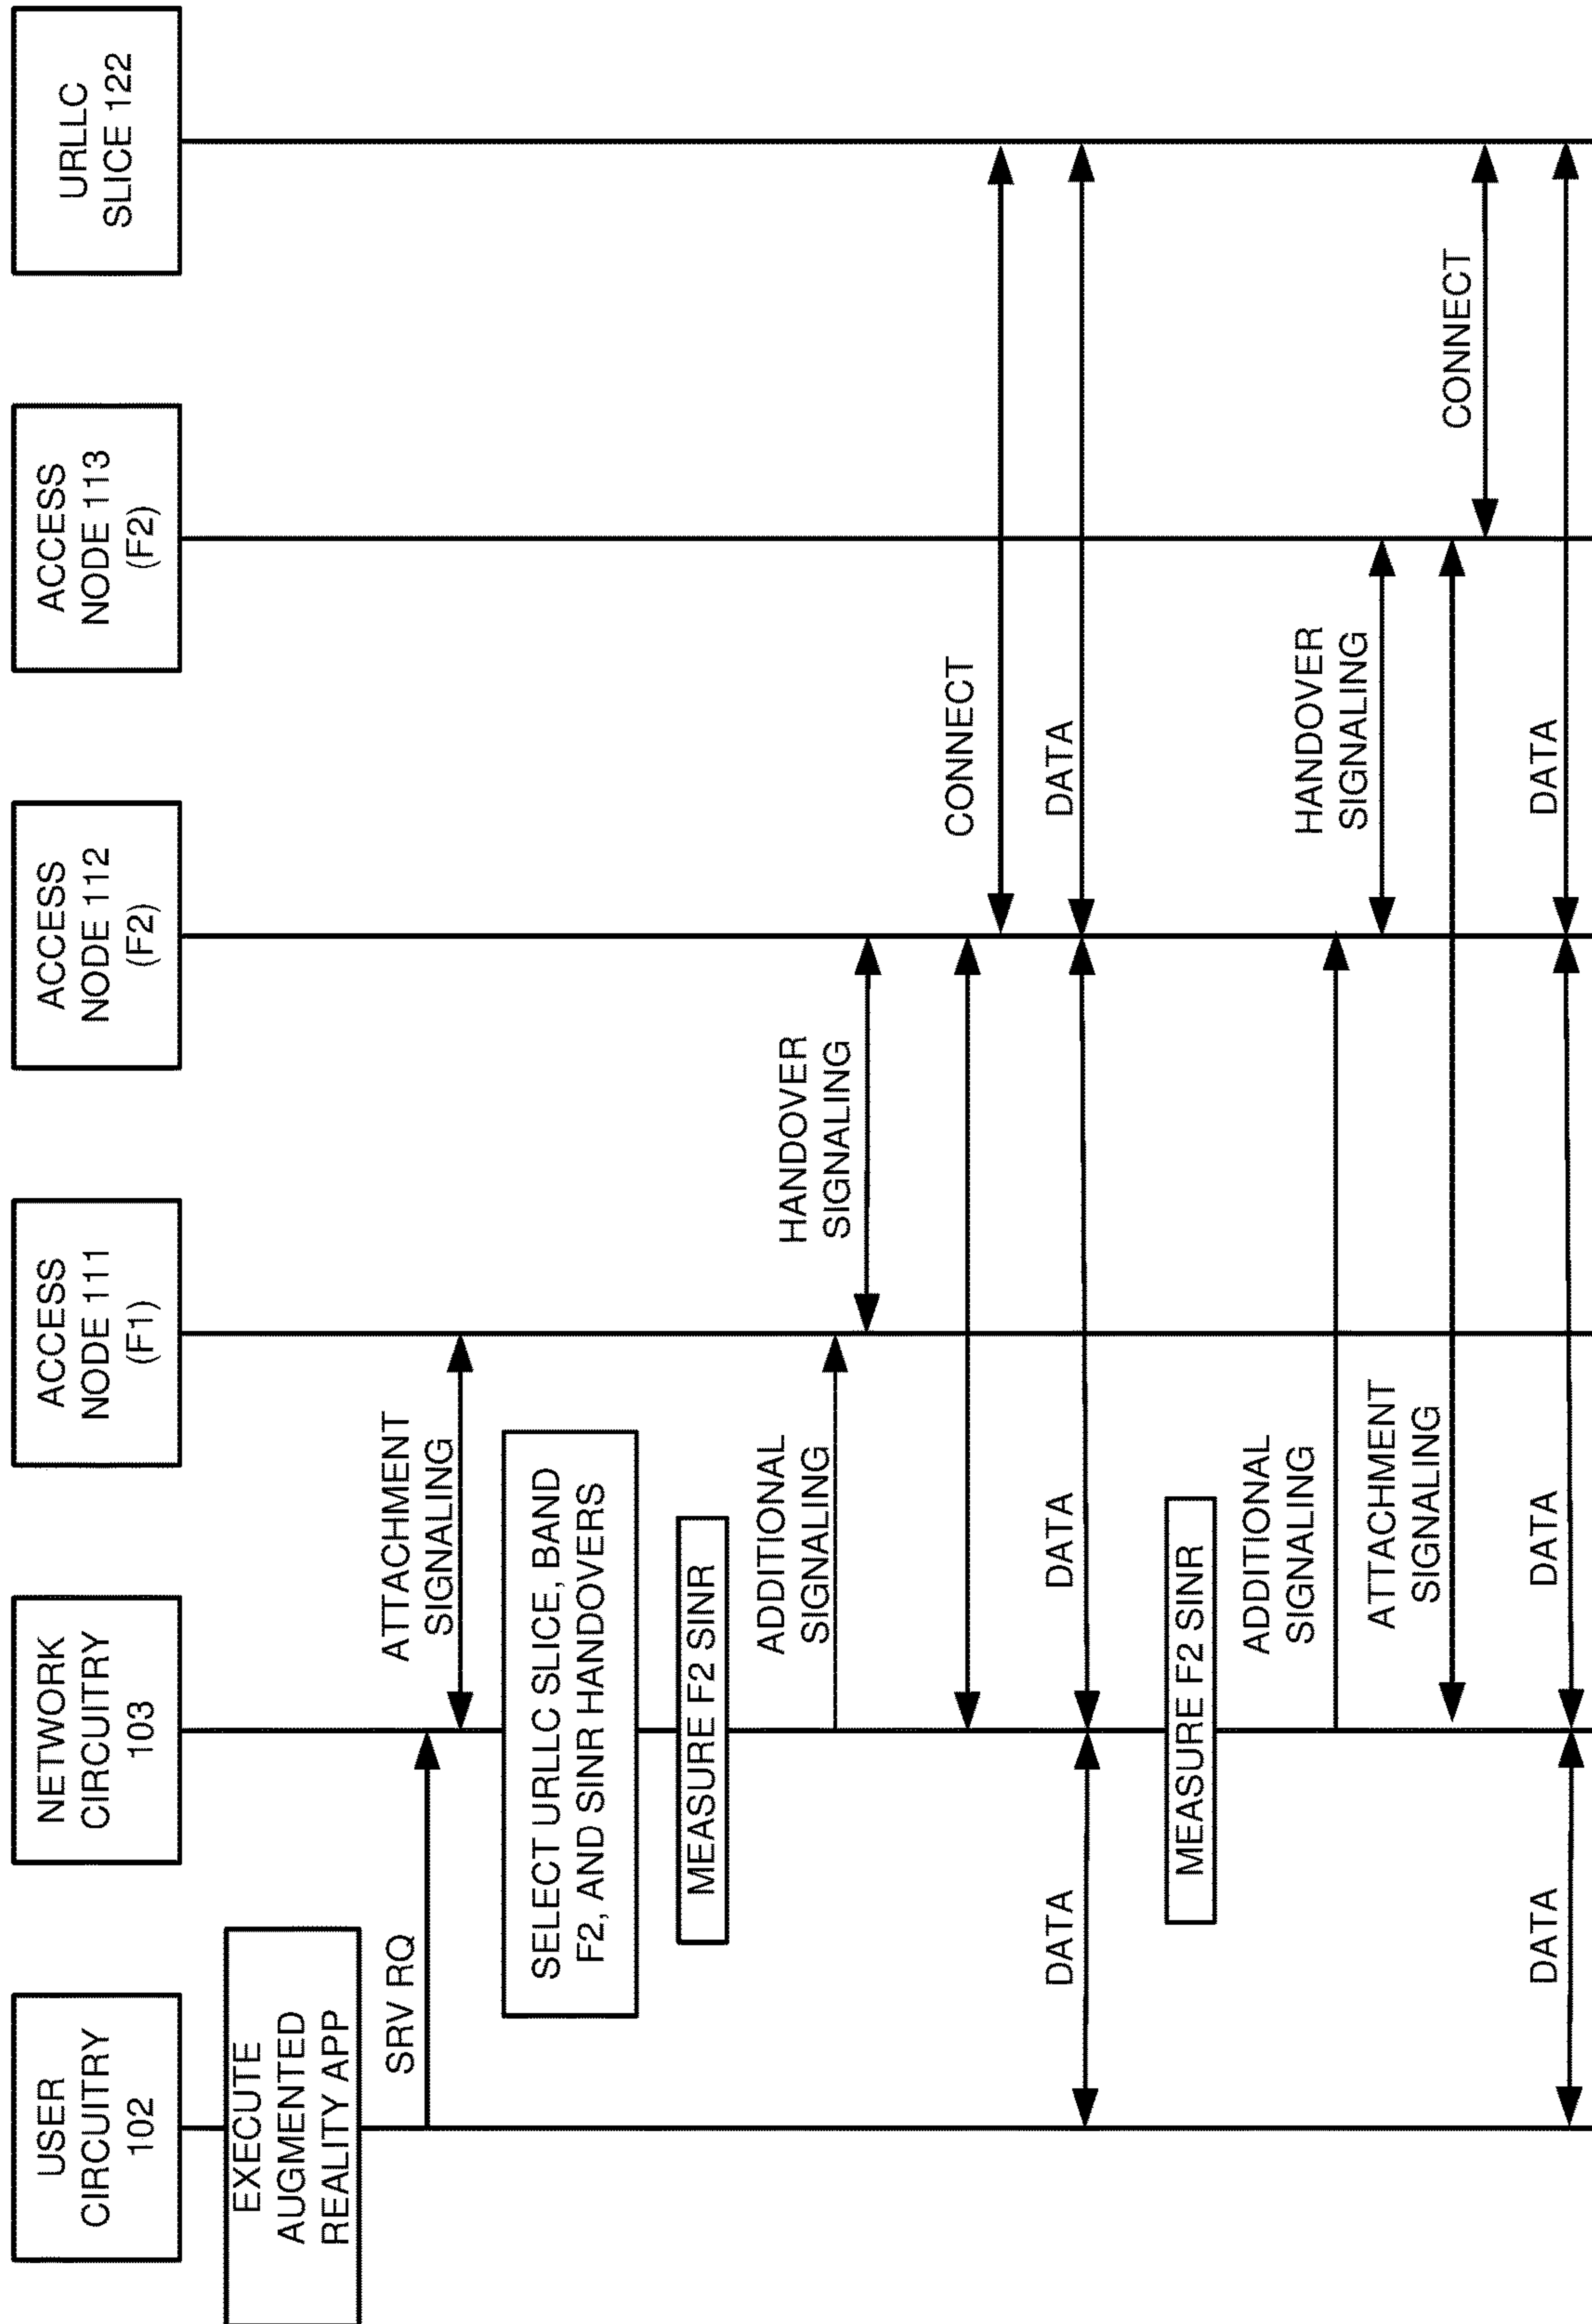 USER
CIRCUITRY
102
NETWORK
CIRCUITRY
103
ACCESS
NODE 111
(F1)
ACCESS
NODE 112
(F2)
ACCESS
NODE 113
(F2)
URLLC
SLICE 122
EXECUTE
AUGMENTED
REALITY APP
SRV RQ
ATTACHMENT
SIGNALING
SELECT URLLC SLICE, BAND
F2, AND SINR HANDOVERS
MEASURE F2 SINR
ADDITIONAL
SIGNALING
HANDOVER
SIGNALING
CONNECT
DATA
DATA
DATA
MEASURE F2 SINR
ADDITIONAL
SIGNALING
HANDOVER
SIGNALING
ATTACHMENT
SIGNALING
CONNECT
DATA
DATA
DATA